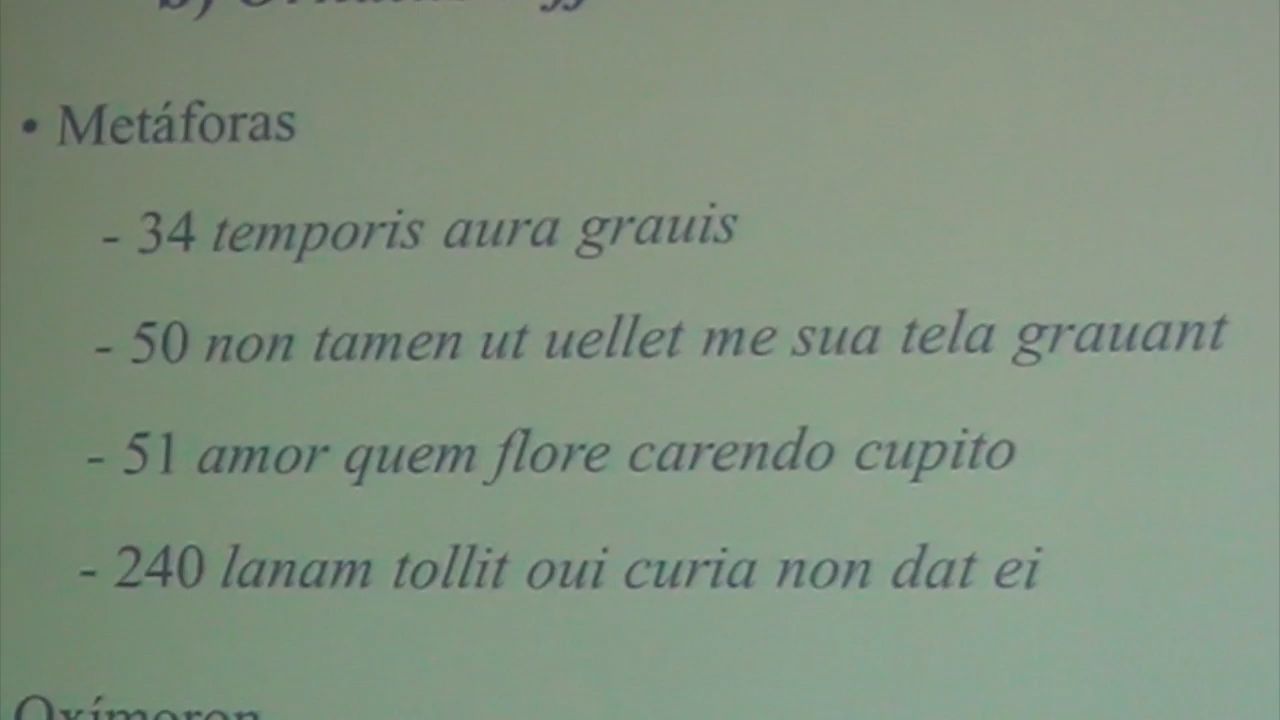 • Metáforas
- 34 temporis aura grauis
- 50 non tamen ut uellet me sua tela grauant
- 51 amor quem flore carendo cupito
- 240 lanam tollit oui curia non dat ei
Oxímoron